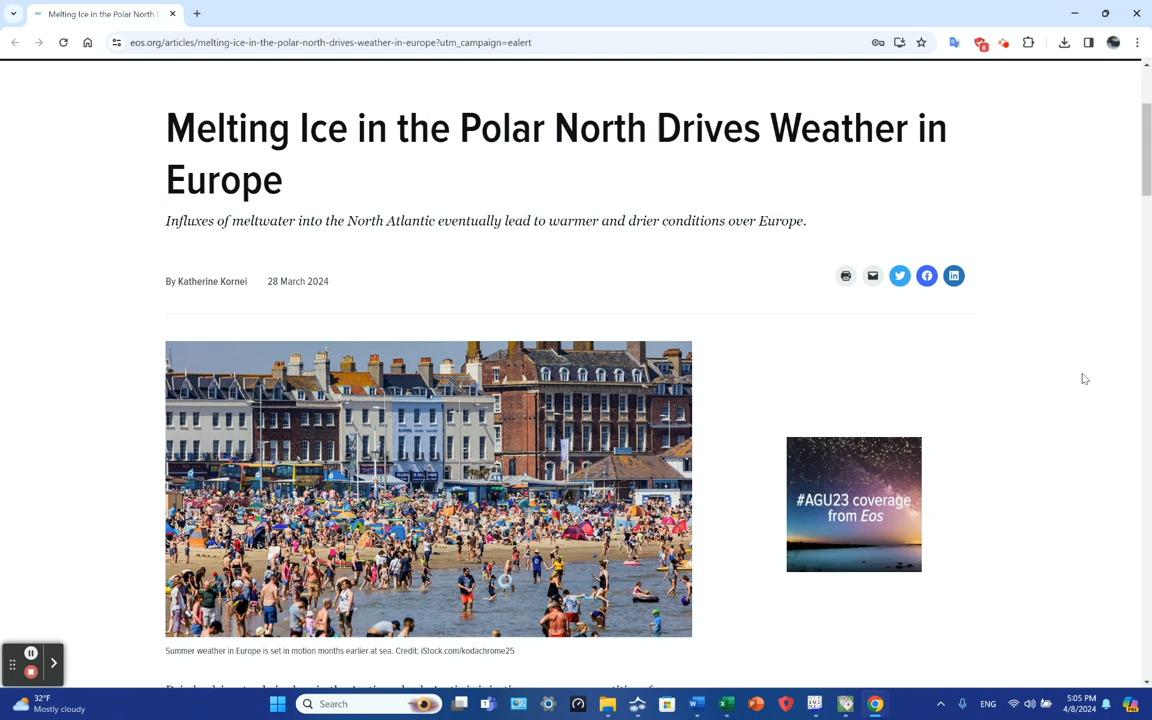 Melting Ice in the Polar North D
eos.org/articles/melting-ice-in-the-polar-north-drives-weather-in-europe?utm_campaign=ealert
8
Melting Ice in the Polar North Drives Weather in
Europe
Influxes of meltwater into the North Atlantic eventually lead to warmer and drier conditions over Europe.
By Katherine Kornei
28 March 2024
#AGU23 coverage
from Eos
Summer weather in Europe is set in motion months earlier at sea. Credit: iStock.com/kodachrome25
32°F
Mostly cloudy
Search
ENG
5:05 PM
4/8/2024